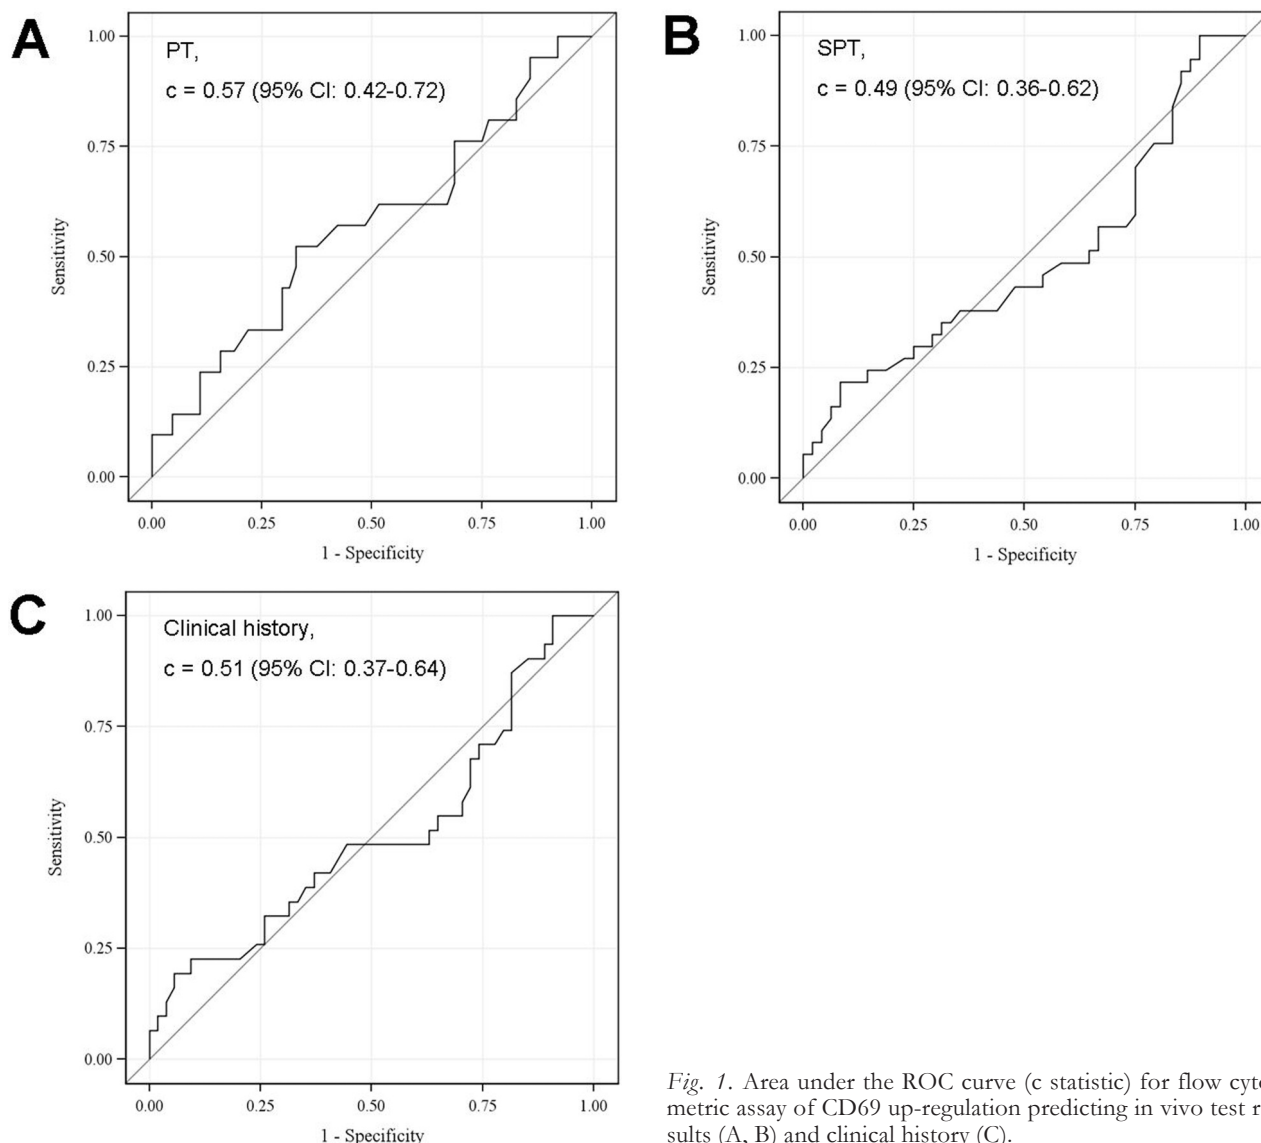 A
PT,
c = 0.57 (95% CI: 0.42-0.72)
1.00
0.75
0.50
0.25
0.00
Sensitivity
0.00 0.25 0.50 0.75 1.00
1 - Specificity
B
SPT,
c = 0.49 (95% CI: 0.36-0.62)
1.00
0.75
0.50
0.25
0.00
Sensitivity
0.00 0.25 0.50 0.75 1.00
1 - Specificity
C
Clinical history,
c = 0.51 (95% CI: 0.37-0.64)
1.00
0.75
0.50
0.25
0.00
Sensitivity
0.00 0.25 0.50 0.75 1.00
1 - Specificity
Fig. 1. Area under the ROC curve (c statistic) for flow cyto
metric assay of CD69 up-regulation predicting in vivo test r
sults (A, B) and clinical history (C).